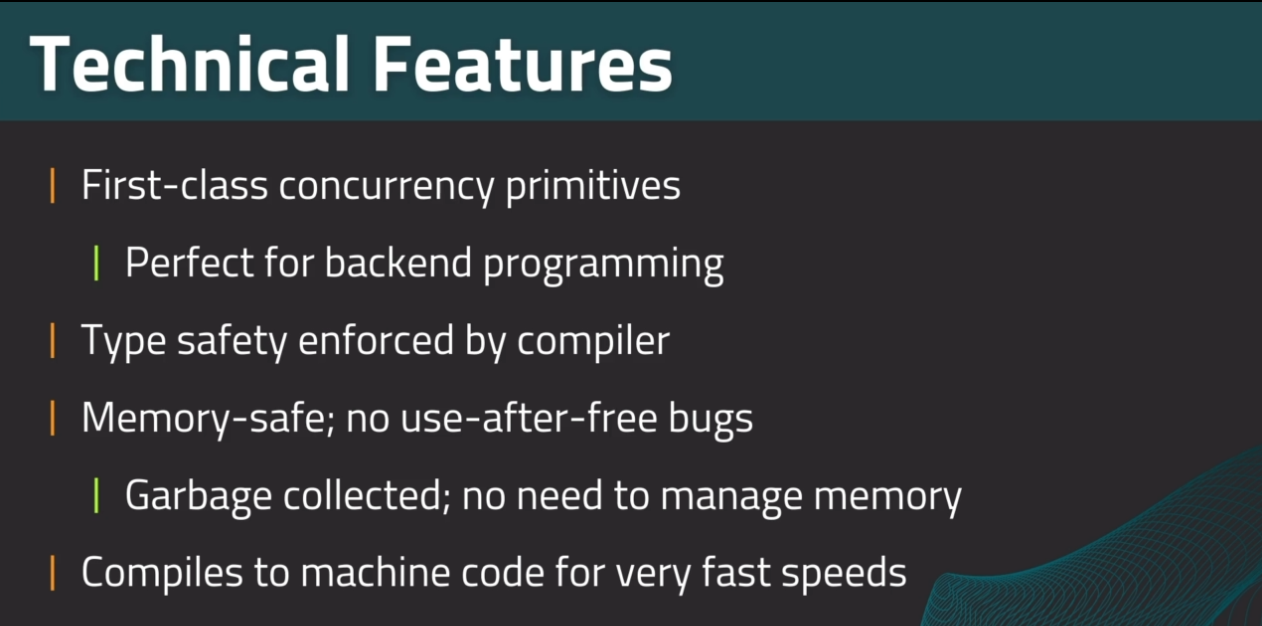 Technical Features
First-class concurrency primitives
Perfect for backend programming
Type safety enforced by compiler
Memory-safe; no use-after-free bugs
Garbage collected; no need to manage memory
Compiles to machine code for very fast speeds